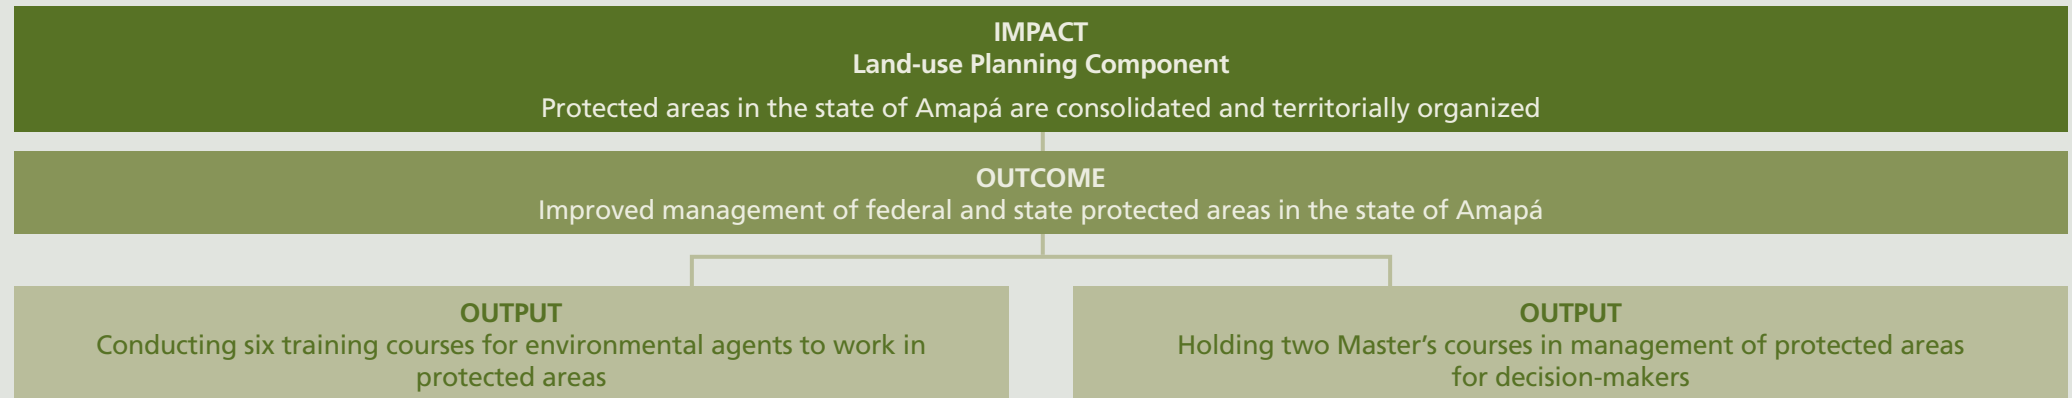 IMPACT
Land-use Planning Component
Protected areas in the state of Amapá are consolidated and territorially organized
OUTCOME
Improved management of federal and state protected areas in the state of Amapá
OUTPUT
Conducting six training courses for environmental agents to work in
protected areas
OUTPUT
Holding two Master’s courses in management of protected areas
for decision-makers